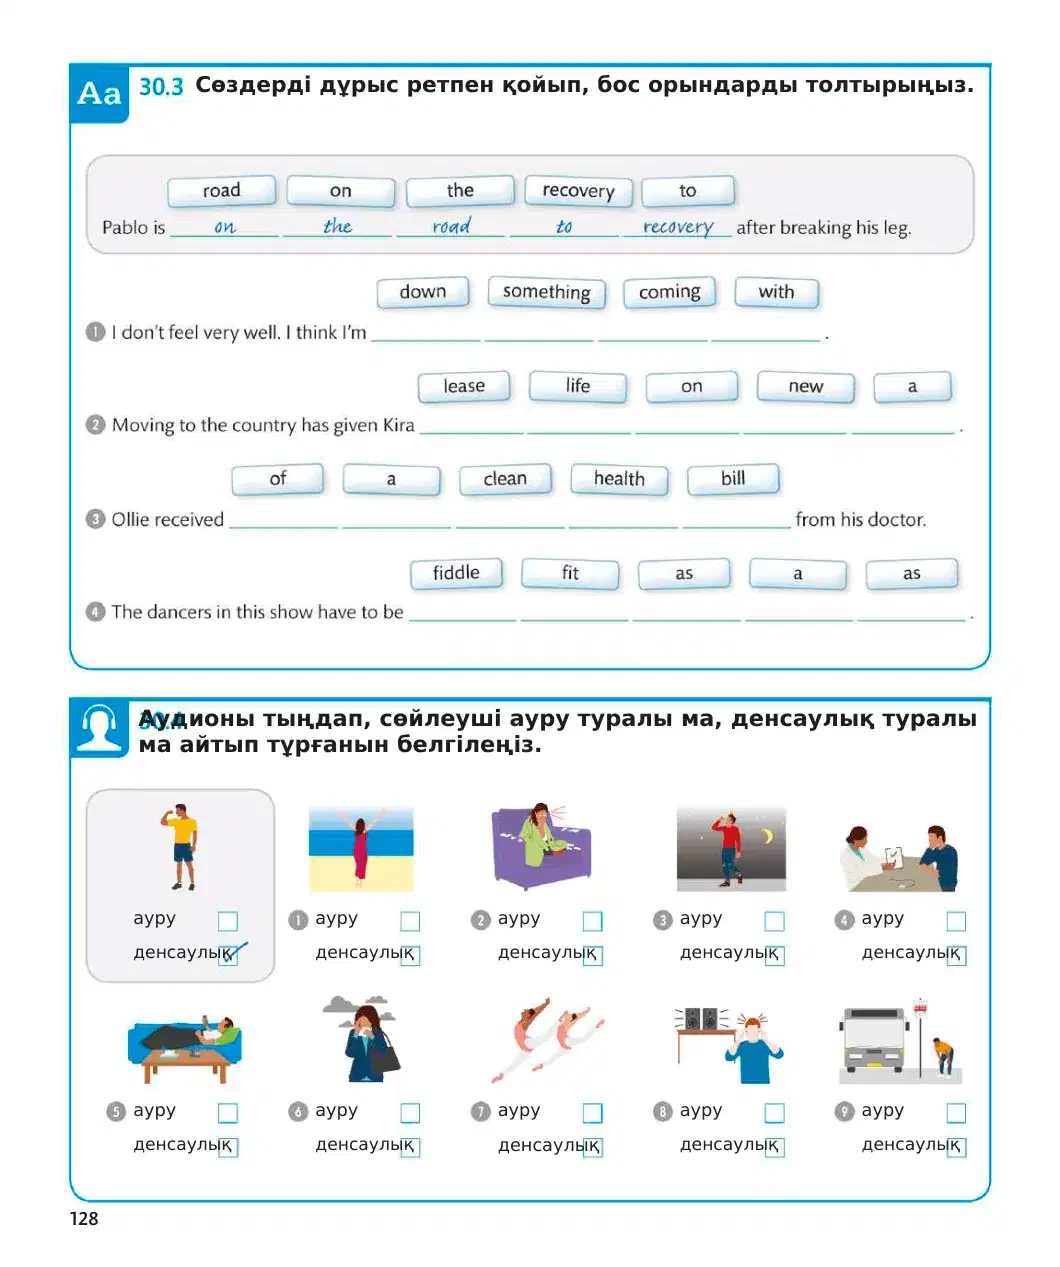 Aa 30.3 Сөздерді дұрыс ретпен қойып, бос орындарды толтырыңыз.
road on the recovery to
Pablo is on the road to recovery after breaking his leg.
down something coming with
1 I don't feel very well. I think I'm .
lease life on new a
2 Moving to the country has given Kira .
of a clean health bill
3 Ollie received from his doctor.
fiddle fit as a as
4 The dancers in this show have to be .
30.4 Аудионы тыңдап, сөйлеуші ауру туралы ма, денсаулық туралы
ма айтып тұрғанын белгілеңіз.
ауру 1 ауру 2 ауру 3 ауру 4 ауру
денсаулық денсаулық денсаулық денсаулық денсаулық
5 ауру 6 ауру 7 ауру 8 ауру 9 ауру
денсаулық денсаулық денсаулық денсаулық денсаулық
128